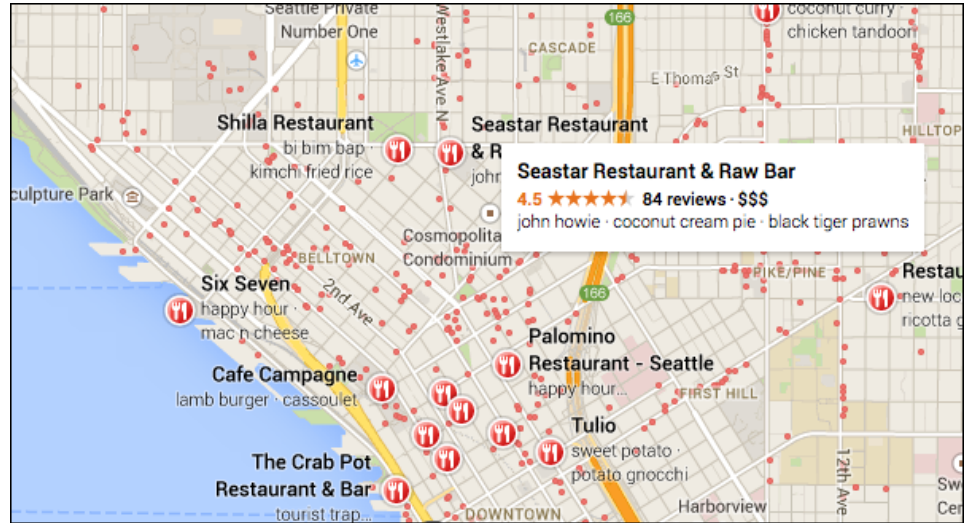 Seattle Private
Number One
Westlake Ave N
166
CASCADE
E Thomas St
coconut curry ·
chicken tandoori
HILLTOP
Shilla Restaurant
bi bim bap ·
kimchi fried rice
Seastar Restaurant
& R
john
Seastar Restaurant & Raw Bar
4.5 84 reviews · $$$
john howie · coconut cream pie · black tiger prawns
culpture Park
Cosmopolita
Condominium
BELLTOWN
2nd Ave
PIKE/PINE
166
Six Seven
happy hour ·
mac n cheese
Restau
new loc
ricotta g
Palomino
Restaurant - Seattle
happy hour...
Cafe Campagne
lamb burger · cassoulet
FIRST HILL
Tulio
sweet potato ·
potato gnocchi
The Crab Pot
Restaurant & Bar
tourist trap...
12th Ave
DOWNTOWN
Harborview
Swe
Cer